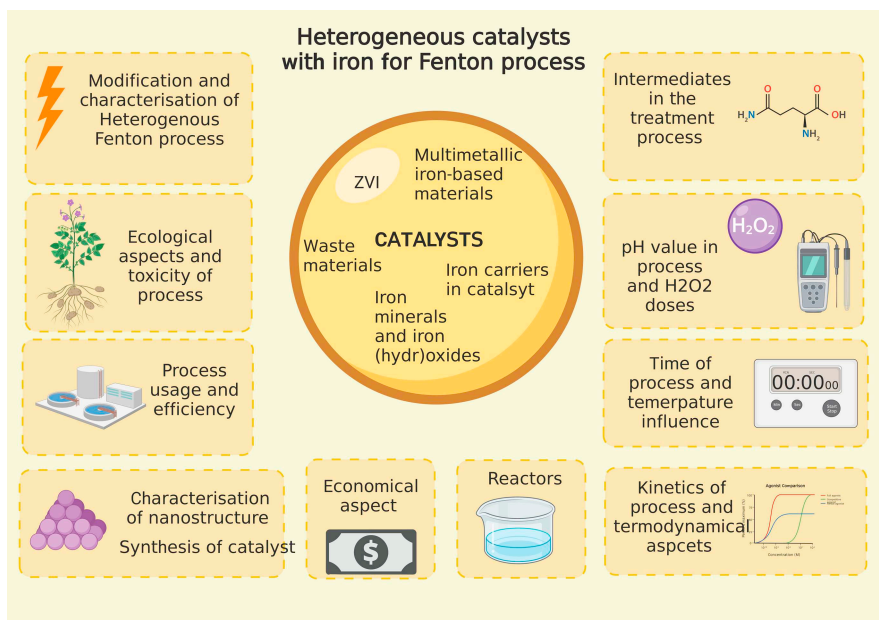 Heterogeneous catalysts
with iron for Fenton process
Modification and
characterisation of
Heterogenous
Fenton process
Ecological
aspects and
toxicity of
process
Process
usage and
efficiency
Characterisation
of nanostructure
Synthesis of catalyst
ZVI
Multimetallic
iron-based
materials
Waste
materials
CATALYSTS
Iron carriers
in catalsyt
Iron
minerals
and iron
(hydr)oxides
Economical
aspect
$
Reactors
Intermediates
in the
treatment
process
O
O
H₂N
OH
NH₂
pH value in
process
and H2O2
doses
H₂O₂
Time of
process and
temerpature
influence
00:0000
Start
Stop
Kinetics of
process and
termodynamical
aspcets
Agonist Comparison
Concentration (M)